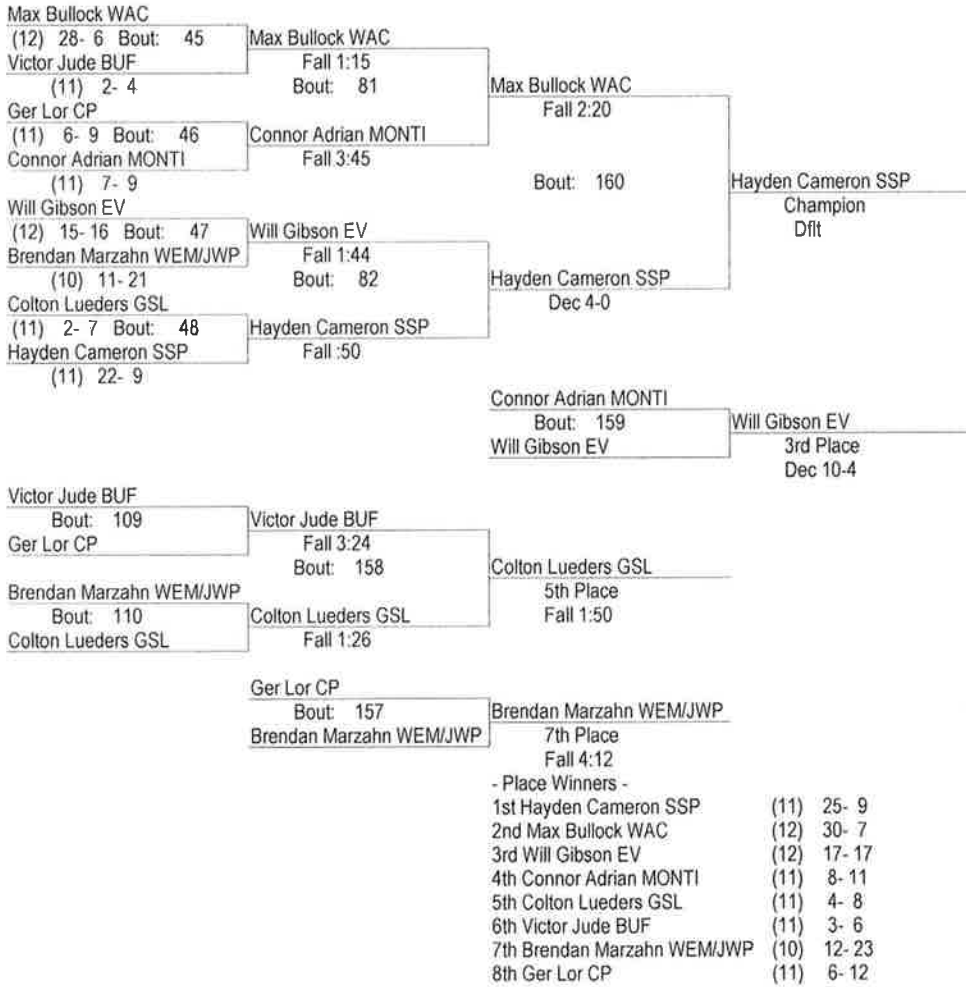 Max Bullock WAC
(12) 28- 6 Bout: 45
Victor Jude BUF
(11) 2- 4
Ger Lor CP
(11) 6- 9 Bout: 46
Connor Adrian MONTI
(11) 7- 9
Will Gibson EV
(12) 15- 16 Bout: 47
Brendan Marzahn WEM/JWP
(10) 11- 21
Colton Lueders GSL
(11) 2- 7 Bout: 48
Hayden Cameron SSP
(11) 22- 9
Max Bullock WAC
Fall 1:15
Bout: 81
Connor Adrian MONTI
Fall 3:45
Will Gibson EV
Fall 1:44
Bout: 82
Hayden Cameron SSP
Fall :50
Max Bullock WAC
Fall 2:20
Bout: 160
Hayden Cameron SSP
Dec 4-0
Hayden Cameron SSP
Champion
Dflt
Connor Adrian MONTI
Bout: 159
Will Gibson EV
Will Gibson EV
3rd Place
Dec 10-4
Victor Jude BUF
Bout: 109
Ger Lor CP
Brendan Marzahn WEM/JWP
Bout: 110
Colton Lueders GSL
Victor Jude BUF
Fall 3:24
Bout: 158
Colton Lueders GSL
Fall 1:26
Colton Lueders GSL
5th Place
Fall 1:50
Ger Lor CP
Bout: 157
Brendan Marzahn WEM/JWP
Brendan Marzahn WEM/JWP
7th Place
Fall 4:12
- Place Winners -
1st Hayden Cameron SSP (11) 25- 9
2nd Max Bullock WAC (12) 30- 7
3rd Will Gibson EV (12) 17- 17
4th Connor Adrian MONTI (11) 8- 11
5th Colton Lueders GSL (11) 4- 8
6th Victor Jude BUF (11) 3- 6
7th Brendan Marzahn WEM/JWP (10) 12- 23
8th Ger Lor CP (11) 6- 12